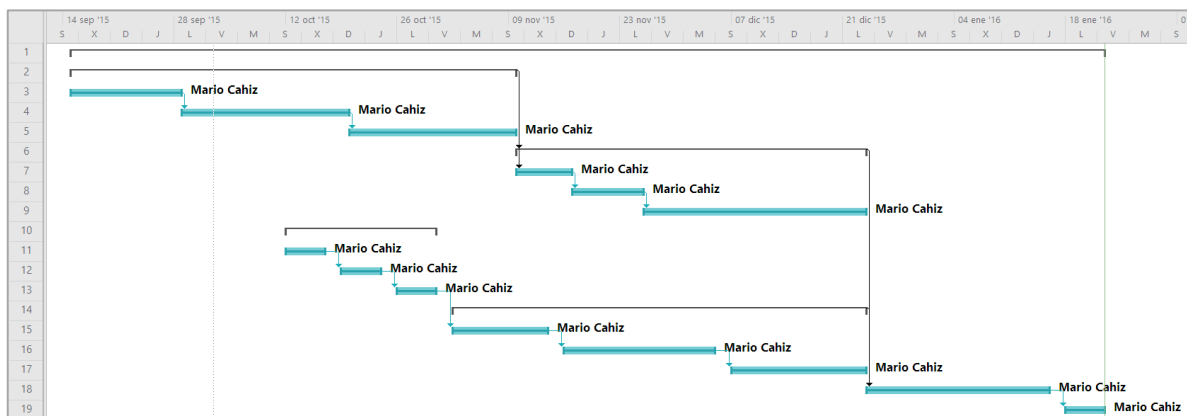 14 sep '15 28 sep '15 12 oct '15 26 oct '15 09 nov '15 23 nov '15 07 dic '15 21 dic '15 04 ene '16 18 ene '16 0
S X D J L V M S X D J L V M S X D J L V M S X D J L V M S X D J L V M S
1
2
3 Mario Cahiz
4 Mario Cahiz
5 Mario Cahiz
6
7 Mario Cahiz
8 Mario Cahiz
9 Mario Cahiz
10
11 Mario Cahiz
12 Mario Cahiz
13 Mario Cahiz
14
15 Mario Cahiz
16 Mario Cahiz
17 Mario Cahiz
18 Mario Cahiz
19 Mario Cahiz